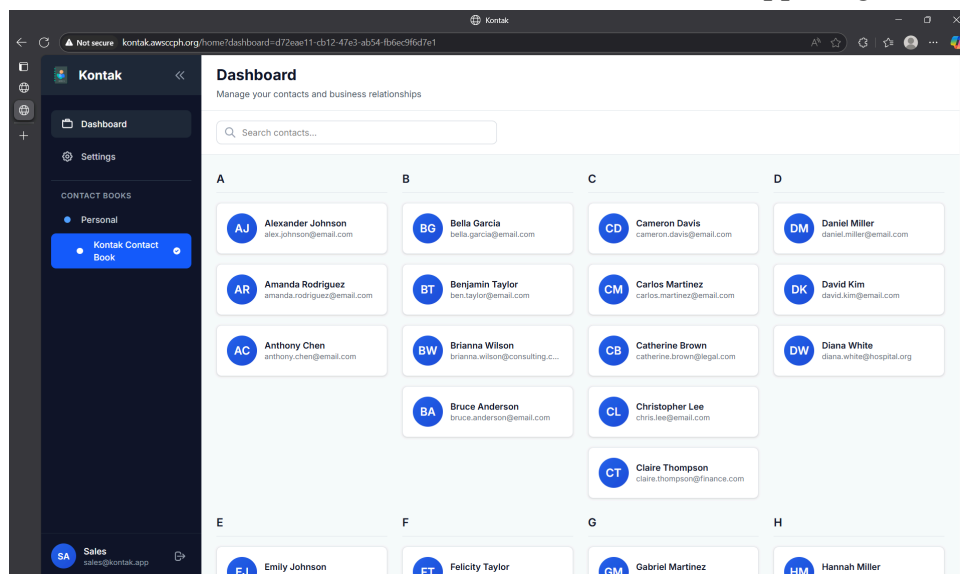 Kontak
Not secure kontak.awsccph.org/home?dashboard=d72eae11-cb12-47e3-ab54-fb6ec9f6d7e1
Kontak
Dashboard
Settings
CONTACT BOOKS
Personal
Kontak Contact
Book
SA
Sales
sales@kontak.app
Dashboard
Manage your contacts and business relationships
Search contacts...
A
AJ
Alexander Johnson
alex.johnson@email.com
AR
Amanda Rodriguez
amanda.rodriguez@email.com
AC
Anthony Chen
anthony.chen@email.com
B
BG
Bella Garcia
bella.garcia@email.com
BT
Benjamin Taylor
ben.taylor@email.com
BW
Brianna Wilson
brianna.wilson@consulting.c...
BA
Bruce Anderson
bruce.anderson@email.com
C
CD
Cameron Davis
cameron.davis@email.com
CM
Carlos Martinez
carlos.martinez@email.com
CB
Catherine Brown
catherine.brown@legal.com
CL
Christopher Lee
chris.lee@email.com
CT
Claire Thompson
claire.thompson@finance.com
D
DM
Daniel Miller
daniel.miller@email.com
DK
David Kim
david.kim@email.com
DW
Diana White
diana.white@hospital.org
E
EJ
Emily Johnson
F
FT
Felicity Taylor
G
GM
Gabriel Martinez
H
HM
Hannah Miller